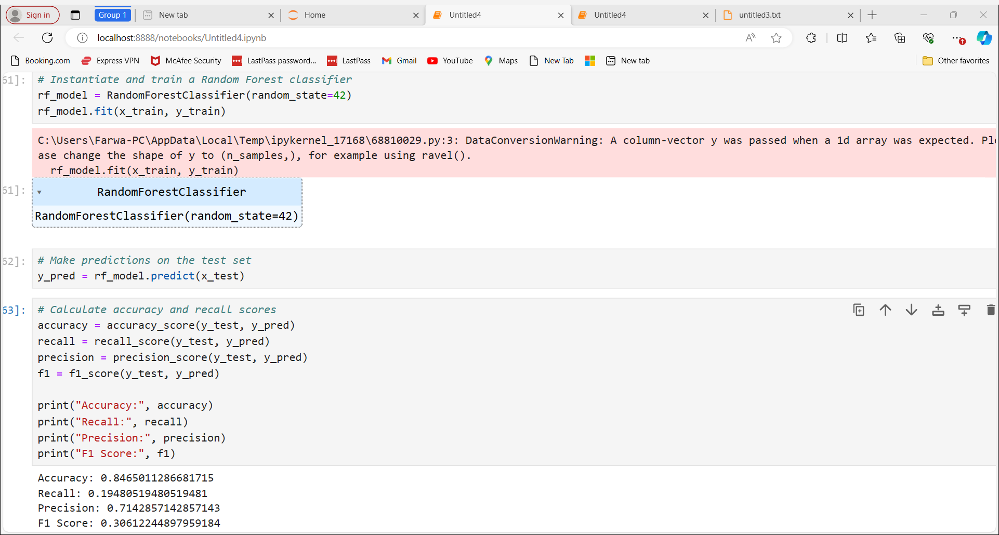 Sign in
Group 1
New tab
Home
Untitled4
Untitled4
untitled3.txt
localhost:8888/notebooks/Untitled4.ipynb
Booking.com
Express VPN
McAfee Security
LastPass password...
LastPass
Gmail
YouTube
Maps
New Tab
New tab
Other favorites
61]:
# Instantiate and train a Random Forest classifier
rf_model = RandomForestClassifier(random_state=42)
rf_model.fit(x_train, y_train)
C:\Users\Farwa-PC\AppData\Local\Temp\ipykernel_17168\68810029.py:3: DataConversionWarning: A column-vector y was passed when a 1d array was expected. Ple
ase change the shape of y to (n_samples,), for example using ravel().
rf_model.fit(x_train, y_train)
61]:
RandomForestClassifier
RandomForestClassifier(random_state=42)
62]:
# Make predictions on the test set
y_pred = rf_model.predict(x_test)
63]:
# Calculate accuracy and recall scores
accuracy = accuracy_score(y_test, y_pred)
recall = recall_score(y_test, y_pred)
precision = precision_score(y_test, y_pred)
f1 = f1_score(y_test, y_pred)
print("Accuracy:", accuracy)
print("Recall:", recall)
print("Precision:", precision)
print("F1 Score:", f1)
Accuracy: 0.8465011286681715
Recall: 0.19480519480519481
Precision: 0.7142857142857143
F1 Score: 0.30612244897959184